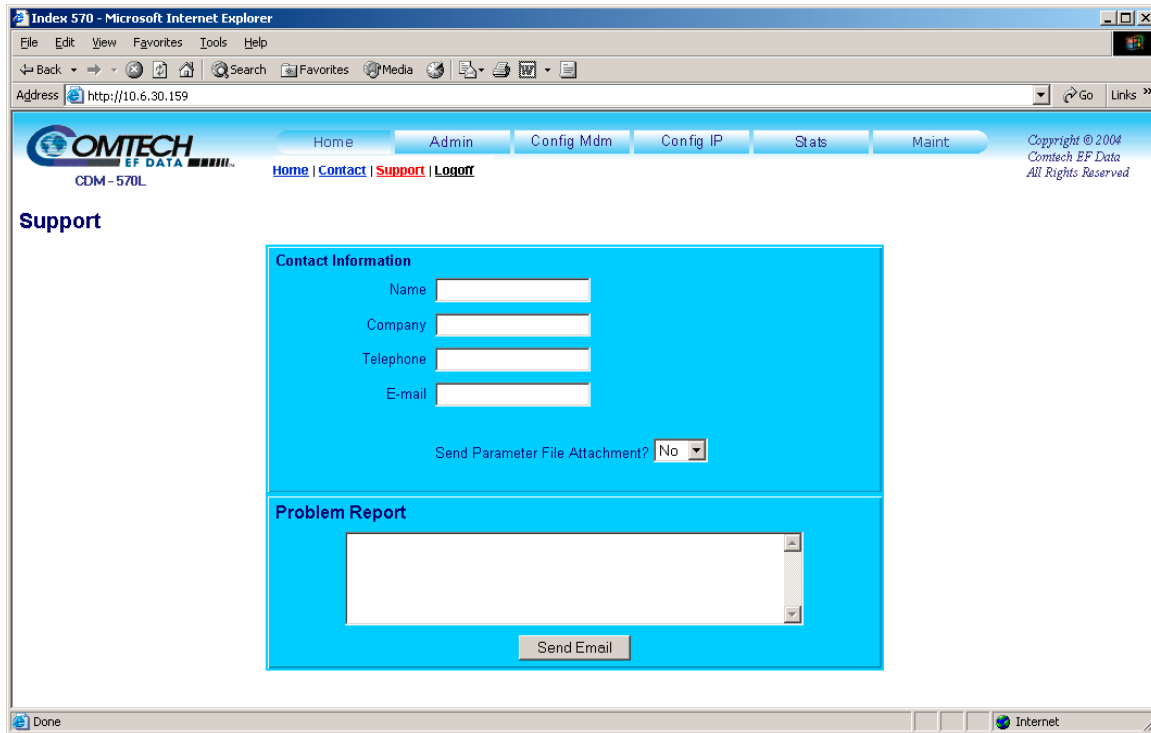 Index 570 - Microsoft Internet Explorer
File Edit View Favorites Tools Help
Back Search Favorites Media
Address http://10.6.30.159 Go Links »
COMTECH
EF DATA
CDM - 570L
Home Admin Config Mdm Config IP Stats Maint
Home | Contact | Support | Logoff
Copyright © 2004
Comtech EF Data
All Rights Reserved
Support
Contact Information
Name
Company
Telephone
E-mail
Send Parameter File Attachment? No
Problem Report
Send Email
Done Internet